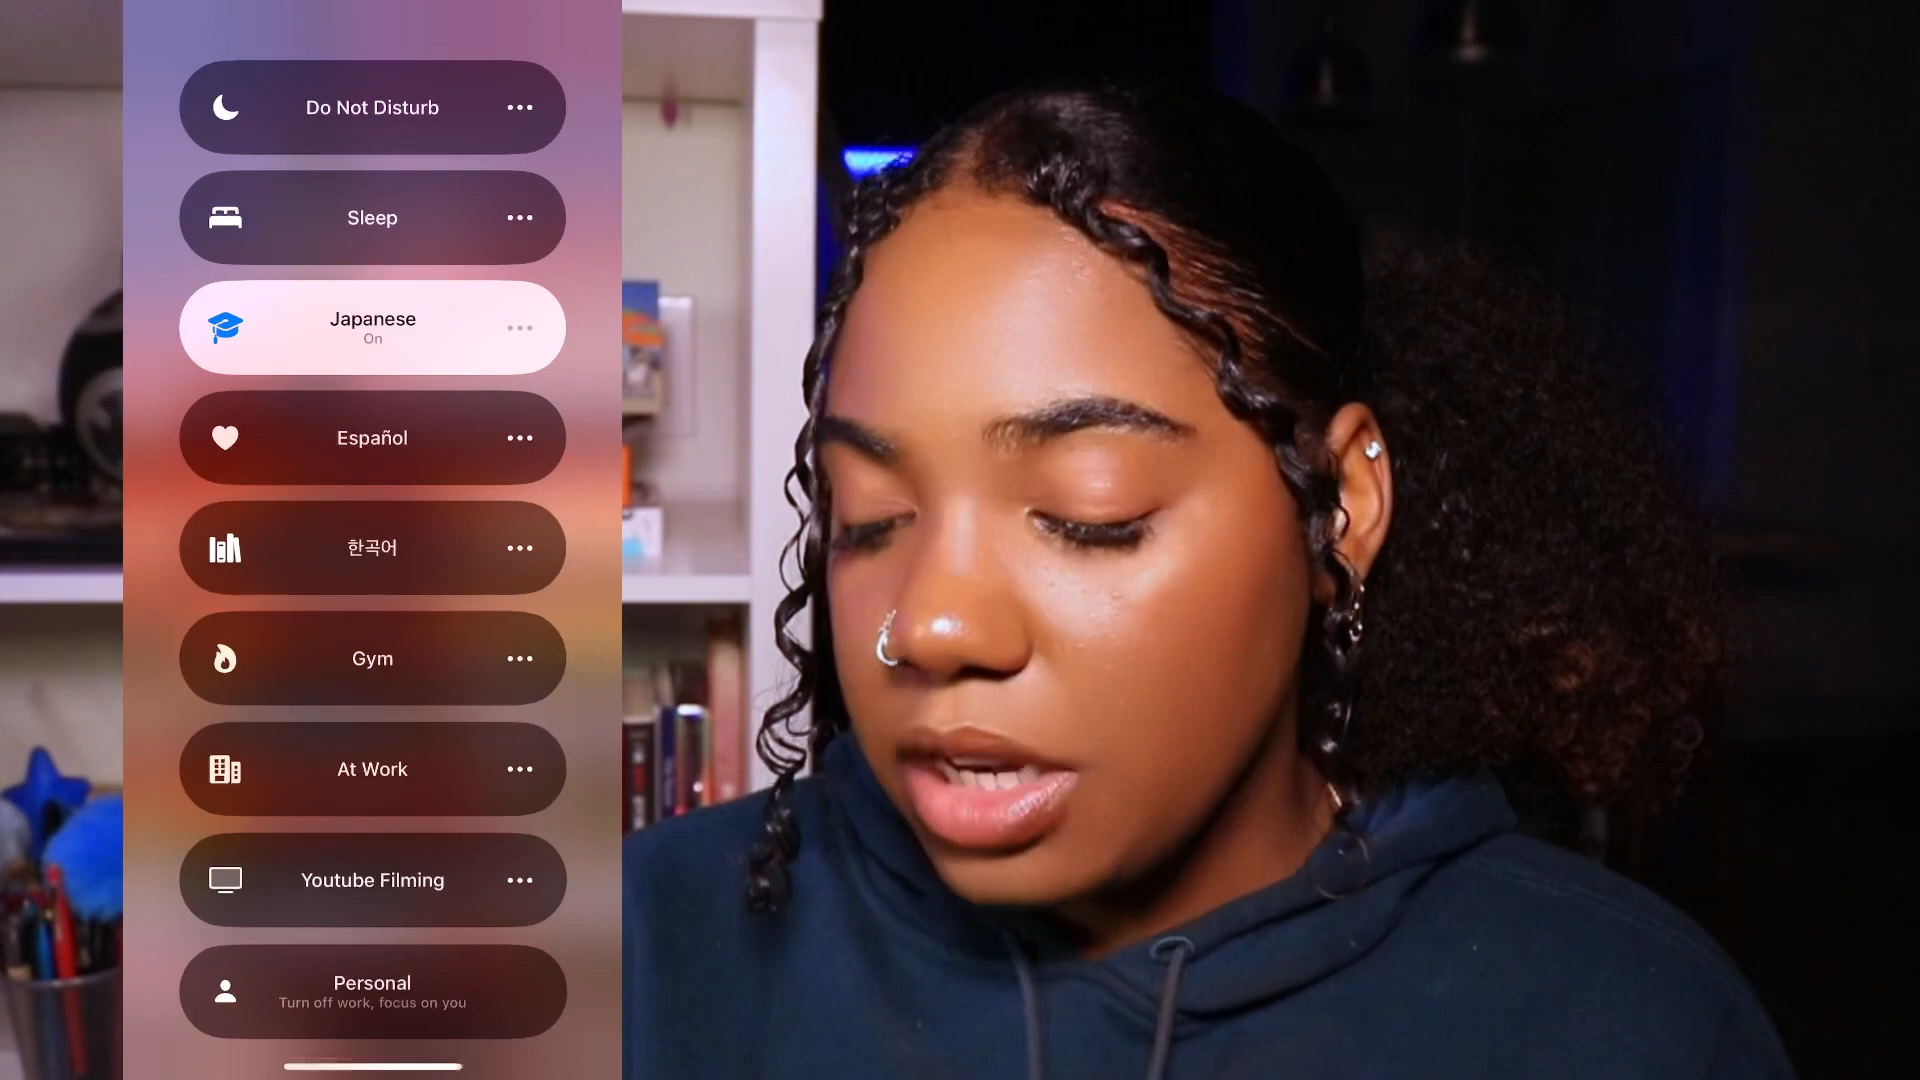 Do Not Disturb
Sleep
Japanese
On
Español
한국어
Gym
At Work
Youtube Filming
Personal
Turn off work, focus on you